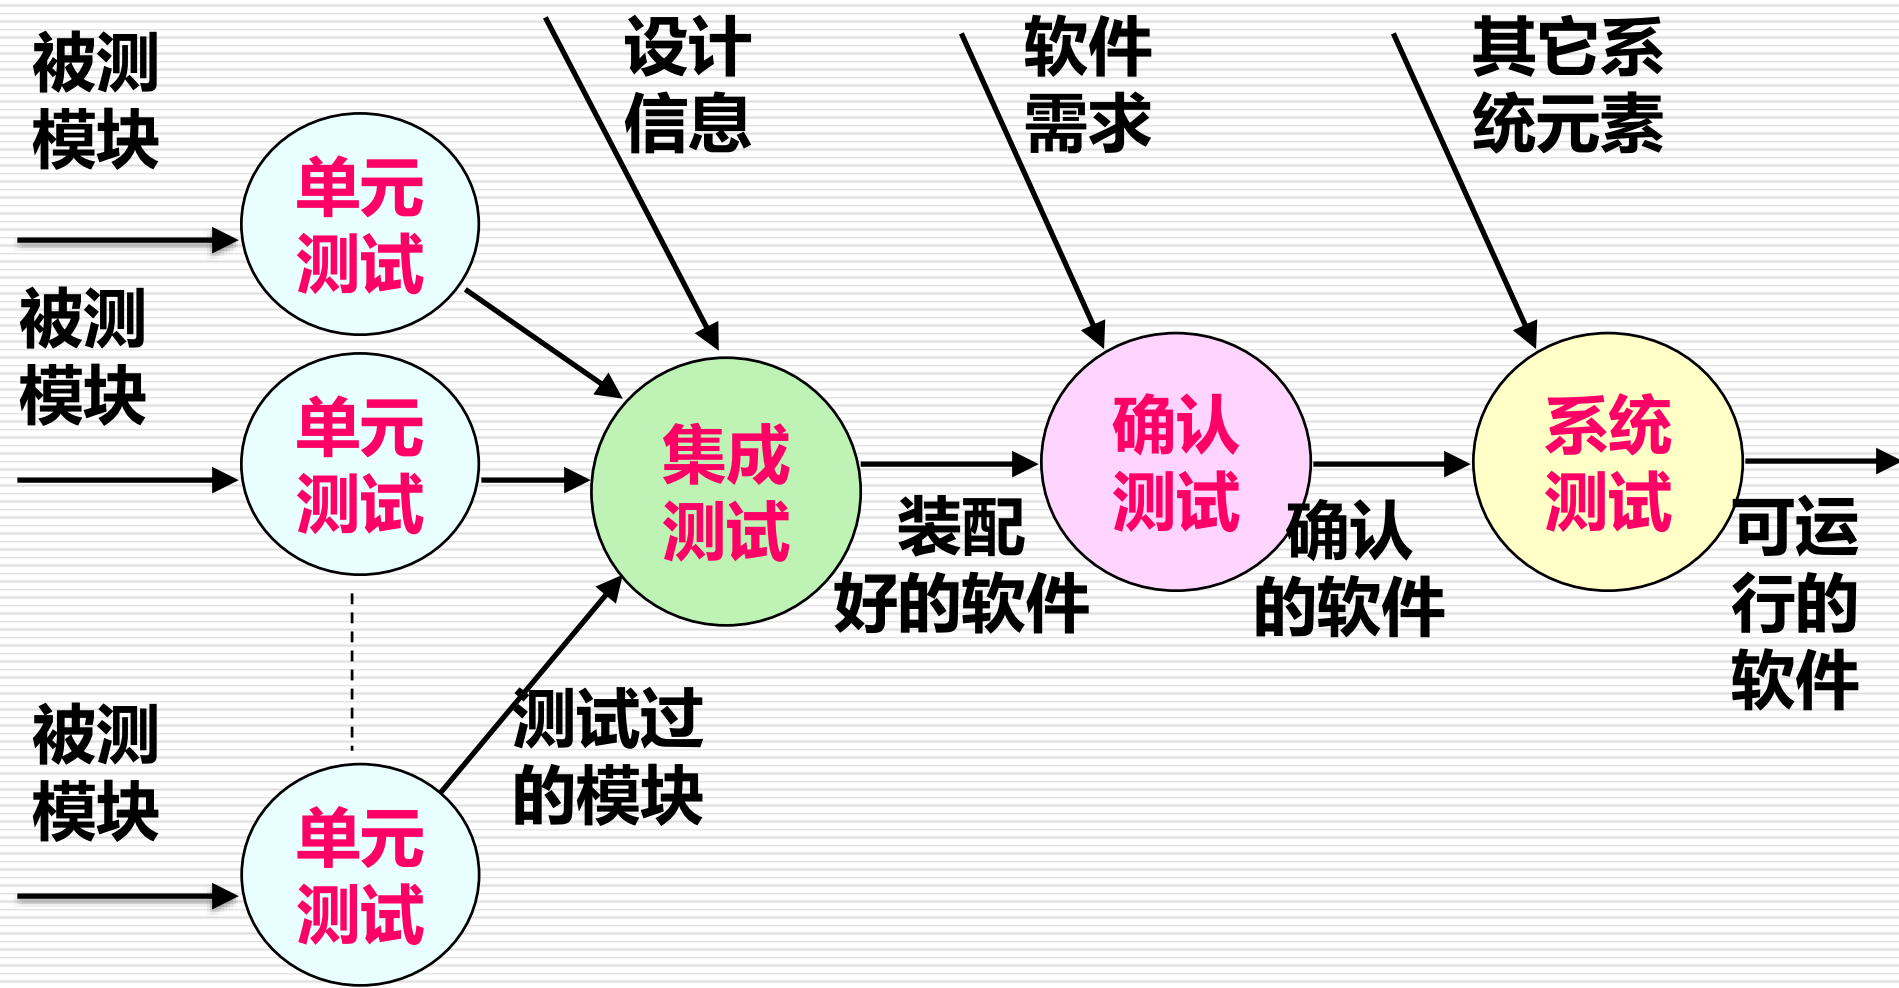 被测
模块
设计
信息
软件
需求
其它系
统元素
单元
测试
被测
模块
单元
测试
集成
测试
确认
测试
系统
测试
装配
好的软件
确认
的软件
可运
行的
软件
测试过
的模块
被测
模块
单元
测试